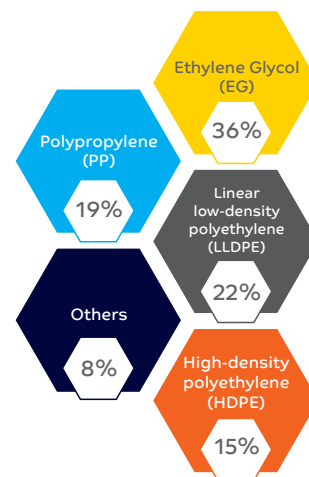 Ethylene Glycol
(EG)
36%
Polypropylene
(PP)
19%
Linear
low-density
polyethylene
(LLDPE)
22%
Others
8%
High-density
polyethylene
(HDPE)
15%